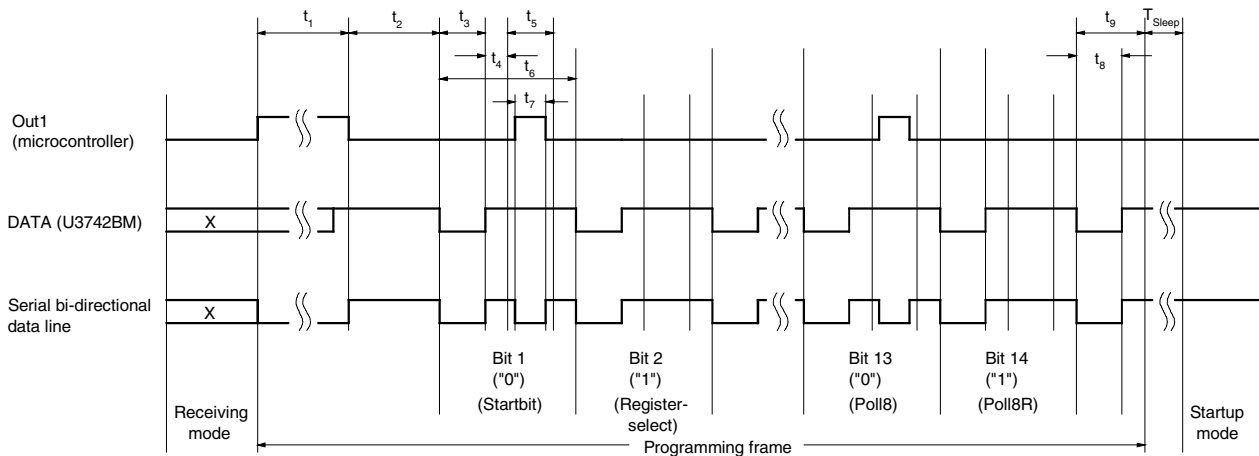 t1
t2
t3
t5
t9
TSleep
t4
t6
t8
t7
Out1
(microcontroller)
DATA (U3742BM)
X
Serial bi-directional
data line
X
Bit 1
("0")
(Startbit)
Bit 2
("1")
(Register-
select)
Bit 13
("0")
(Poll8)
Bit 14
("1")
(Poll8R)
Receiving
mode
Startup
mode
Programming frame